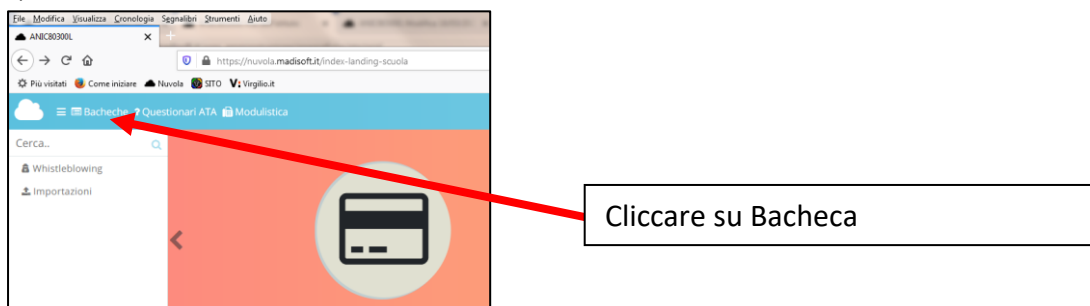 File Modifica Visualizza Cronologia Segnalibri Strumenti Aiuto
ANIC80300L
https://nuvola.madisoft.it/index-landing-scuola
Più visitati Come iniziare Nuvola SITO Virgilio.it
Bacheche ? Questionari ATA Modulistica
Cerca..
Whistleblowing
Importazioni
Cliccare su Bacheca